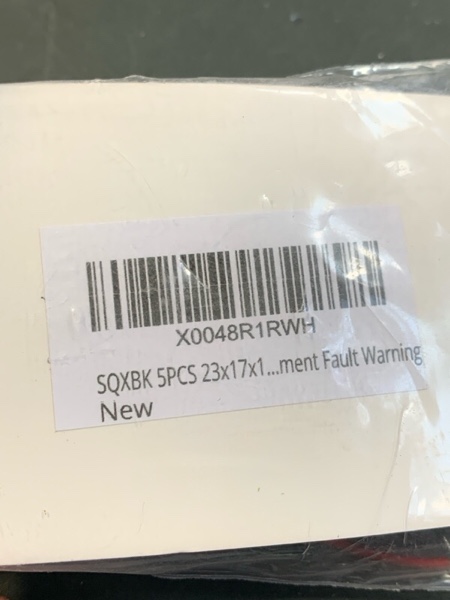 X0048R1RWH
SQXBK 5PCS 23x17x1...ment Fault Warning
New